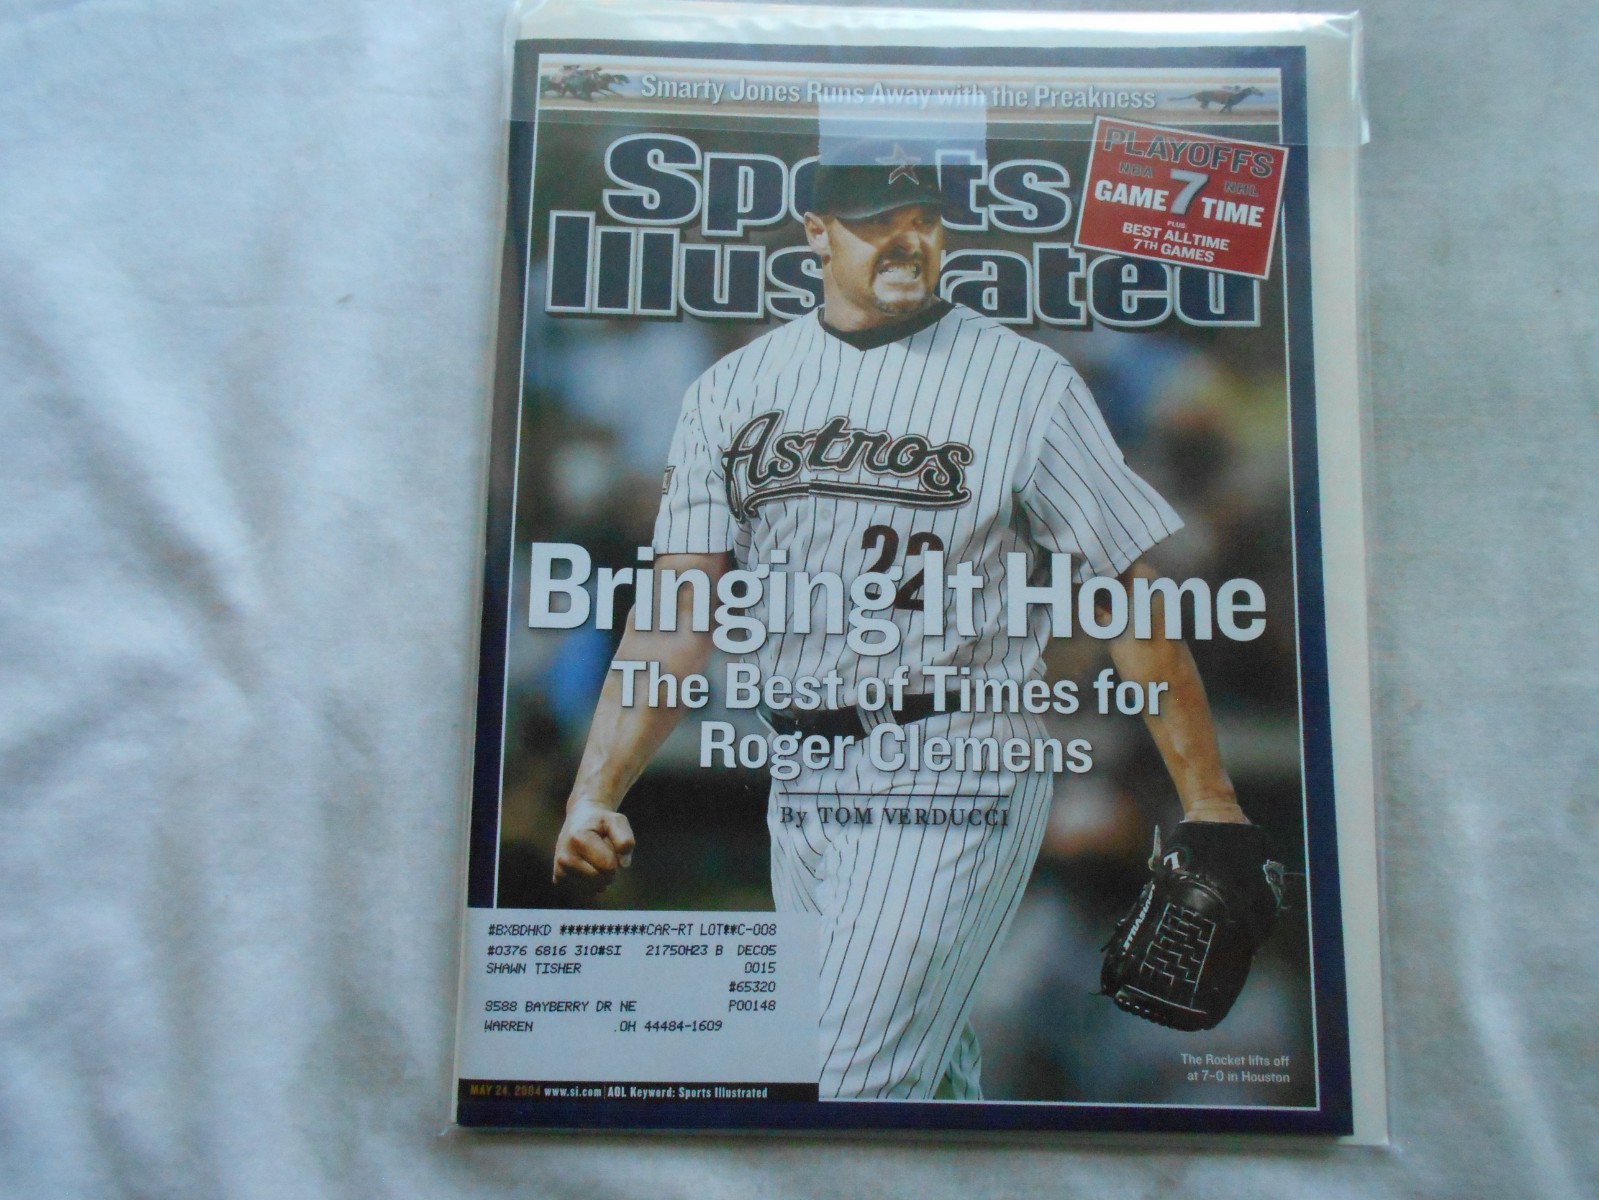 Smarty Jones Runs Away with the Preakness
Sports
Illustrated
PLAYOFFS
NBA 7 NHL
GAME TIME
PLUS
BEST ALLTIME
7TH GAMES
Astros
22
Bringing It Home
The Best of Times for
Roger Clemens
By TOM VERDUCCI
#BXBDHKD ***********CAR-RT LOT**C-008
#0376 6816 310#SI 21750H23 B DEC05
SHAWN TISHER 0015
#65320
8588 BAYBERRY DR NE P00148
WARREN .OH 44484-1609
The Rocket lifts off
at 7-0 in Houston
MAY 24, 2004 www.si.com | AOL Keyword: Sports Illustrated